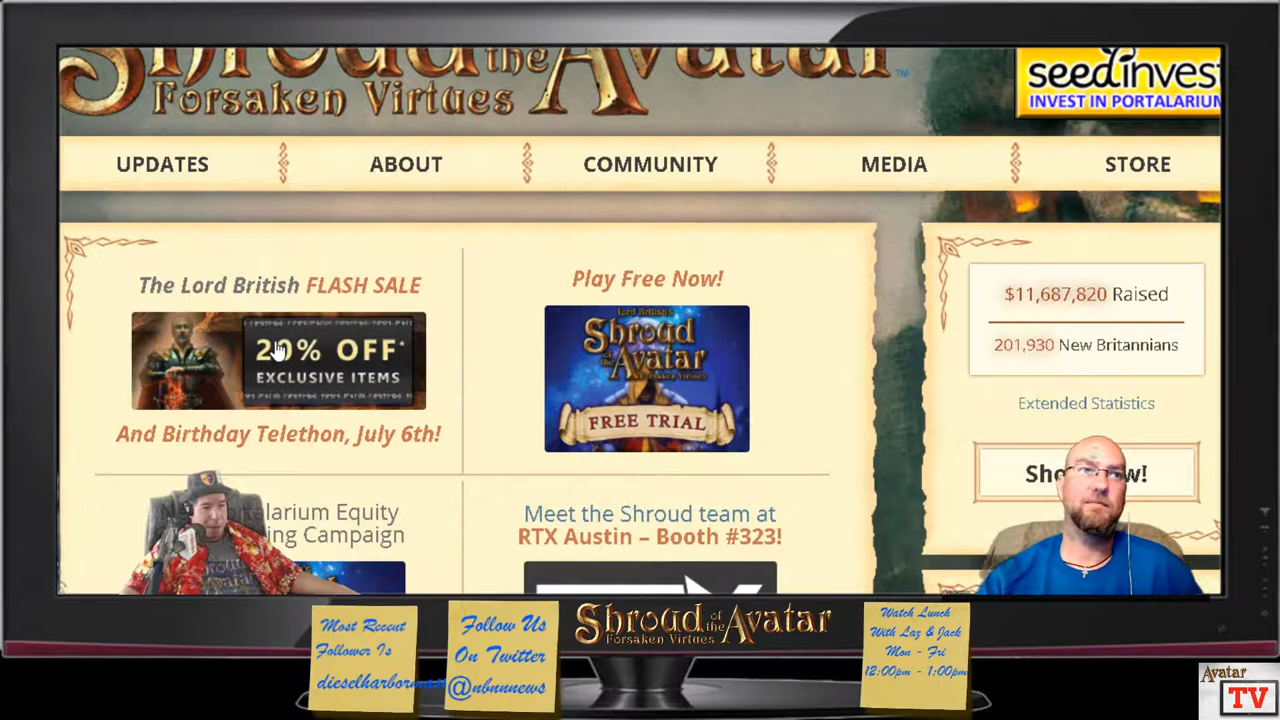 Shroud of the Avatar™
Forsaken Virtues
seedinvest
INVEST IN PORTALARIUM
UPDATES
ABOUT
COMMUNITY
MEDIA
STORE
The Lord British FLASH SALE
20% OFF*
EXCLUSIVE ITEMS
And Birthday Telethon, July 6th!
Play Free Now!
Lord British's
Shroud
of the
Avatar
FORSAKEN VIRTUES
FREE TRIAL
$11,687,820 Raised
201,930 New Britannians
Extended Statistics
Meet the Shroud team at
RTX Austin – Booth #323!
Equity
Campaign
Most Recent
Follower Is
Follow Us
On Twitter
@nbnnnews
Shroud of the Avatar
Forsaken Virtues
Watch Lunch
With Laz & Jack
Mon - Fri
12:00pm - 1:00pm
Avatar
TV